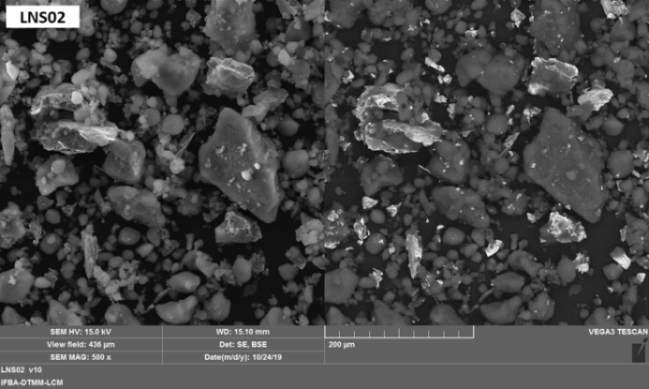 LNS02
SEM HV: 15.0 kV
WD: 15.10 mm
VEGA3 TESCAN
View field: 436 µm
Det: SE, BSE
200 µm
SEM MAG: 500 x
Date(m/d/y): 10/24/19
LNS02 v10
IFBA-DTMM-LCM